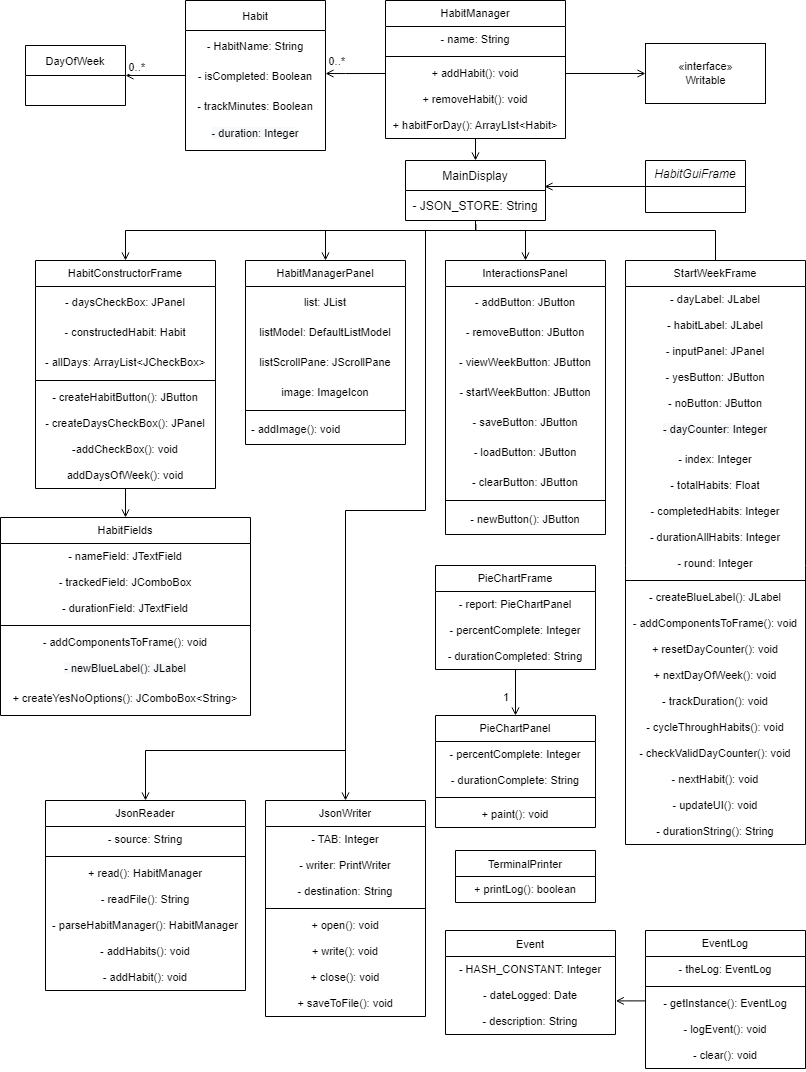 Habit
- HabitName: String
- isCompleted: Boolean
- trackMinutes: Boolean
- duration: Integer
HabitManager
- name: String
+ addHabit(): void
+ removeHabit(): void
+ habitForDay(): ArrayLIst<Habit>
DayOfWeek
0..*
0..*
«interface»
Writable
MainDisplay
- JSON_STORE: String
HabitGuiFrame
HabitConstructorFrame
- daysCheckBox: JPanel
- constructedHabit: Habit
- allDays: ArrayList<JCheckBox>
- createHabitButton(): JButton
- createDaysCheckBox(): JPanel
-addCheckBox(): void
addDaysOfWeek(): void
HabitManagerPanel
list: JList
listModel: DefaultListModel
listScrollPane: JScrollPane
image: ImageIcon
- addImage(): void
InteractionsPanel
- addButton: JButton
- removeButton: JButton
- viewWeekButton: JButton
- startWeekButton: JButton
- saveButton: JButton
- loadButton: JButton
- clearButton: JButton
- newButton(): JButton
StartWeekFrame
- dayLabel: JLabel
- habitLabel: JLabel
- inputPanel: JPanel
- yesButton: JButton
- noButton: JButton
- dayCounter: Integer
- index: Integer
- totalHabits: Float
- completedHabits: Integer
- durationAllHabits: Integer
- round: Integer
- createBlueLabel(): JLabel
- addComponentsToFrame(): void
+ resetDayCounter(): void
+ nextDayOfWeek(): void
- trackDuration(): void
- cycleThroughHabits(): void
- checkValidDayCounter(): void
- nextHabit(): void
- updateUI(): void
- durationString(): String
HabitFields
- nameField: JTextField
- trackedField: JComboBox
- durationField: JTextField
- addComponentsToFrame(): void
- newBlueLabel(): JLabel
+ createYesNoOptions(): JComboBox<String>
PieChartFrame
- report: PieChartPanel
- percentComplete: Integer
- durationCompleted: String
1
PieChartPanel
- percentComplete: Integer
- durationComplete: String
+ paint(): void
JsonReader
- source: String
+ read(): HabitManager
- readFile(): String
- parseHabitManager(): HabitManager
- addHabits(): void
- addHabit(): void
JsonWriter
- TAB: Integer
- writer: PrintWriter
- destination: String
+ open(): void
+ write(): void
+ close(): void
+ saveToFile(): void
TerminalPrinter
+ printLog(): boolean
Event
- HASH_CONSTANT: Integer
- dateLogged: Date
- description: String
EventLog
- theLog: EventLog
- getInstance(): EventLog
- logEvent(): void
- clear(): void